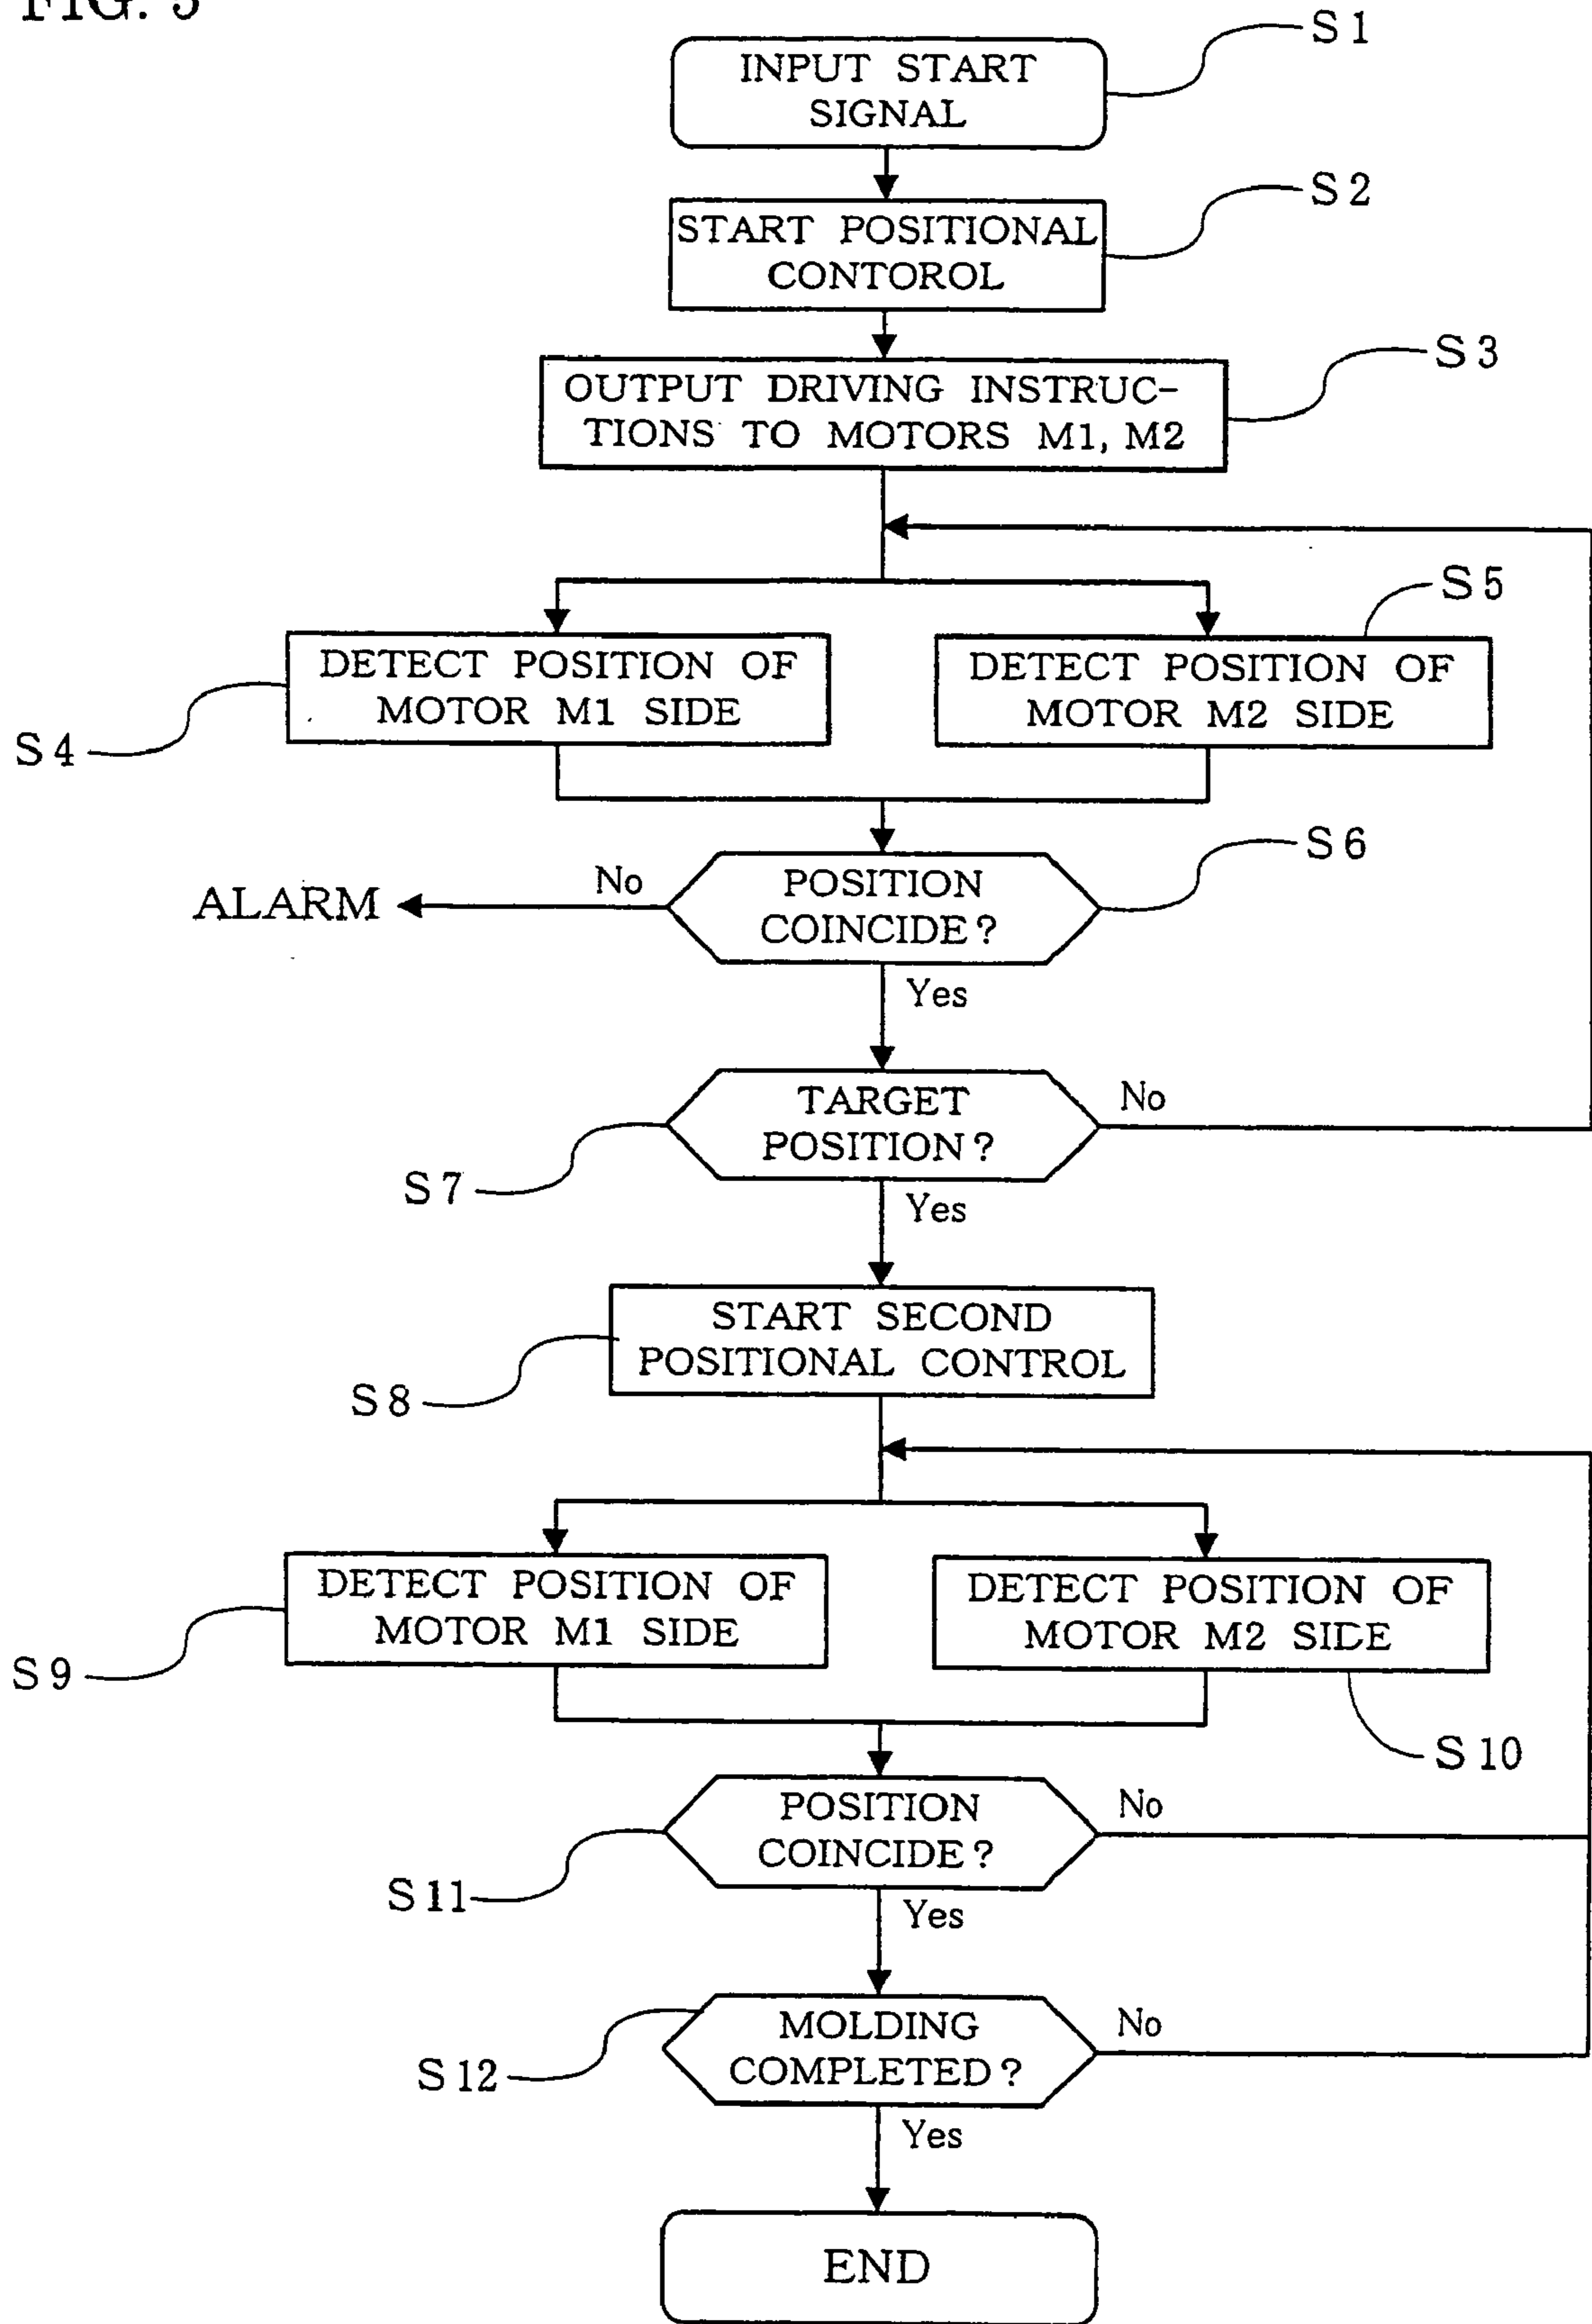 INPUT START
SIGNAL
S1
START POSITIONAL
CONTOROL
S2
OUTPUT DRIVING INSTRUC-
TIONS TO MOTORS M1, M2
S3
DETECT POSITION OF
MOTOR M1 SIDE
S4
DETECT POSITION OF
MOTOR M2 SIDE
S5
POSITION
COINCIDE?
S6
No
ALARM
Yes
TARGET
POSITION?
No
S7
Yes
START SECOND
POSITIONAL CONTROL
S8
DETECT POSITION OF
MOTOR M1 SIDE
S9
DETECT POSITION OF
MOTOR M2 SIDE
S10
POSITION
COINCIDE?
No
S11
Yes
MOLDING
COMPLETED?
No
S12
Yes
END